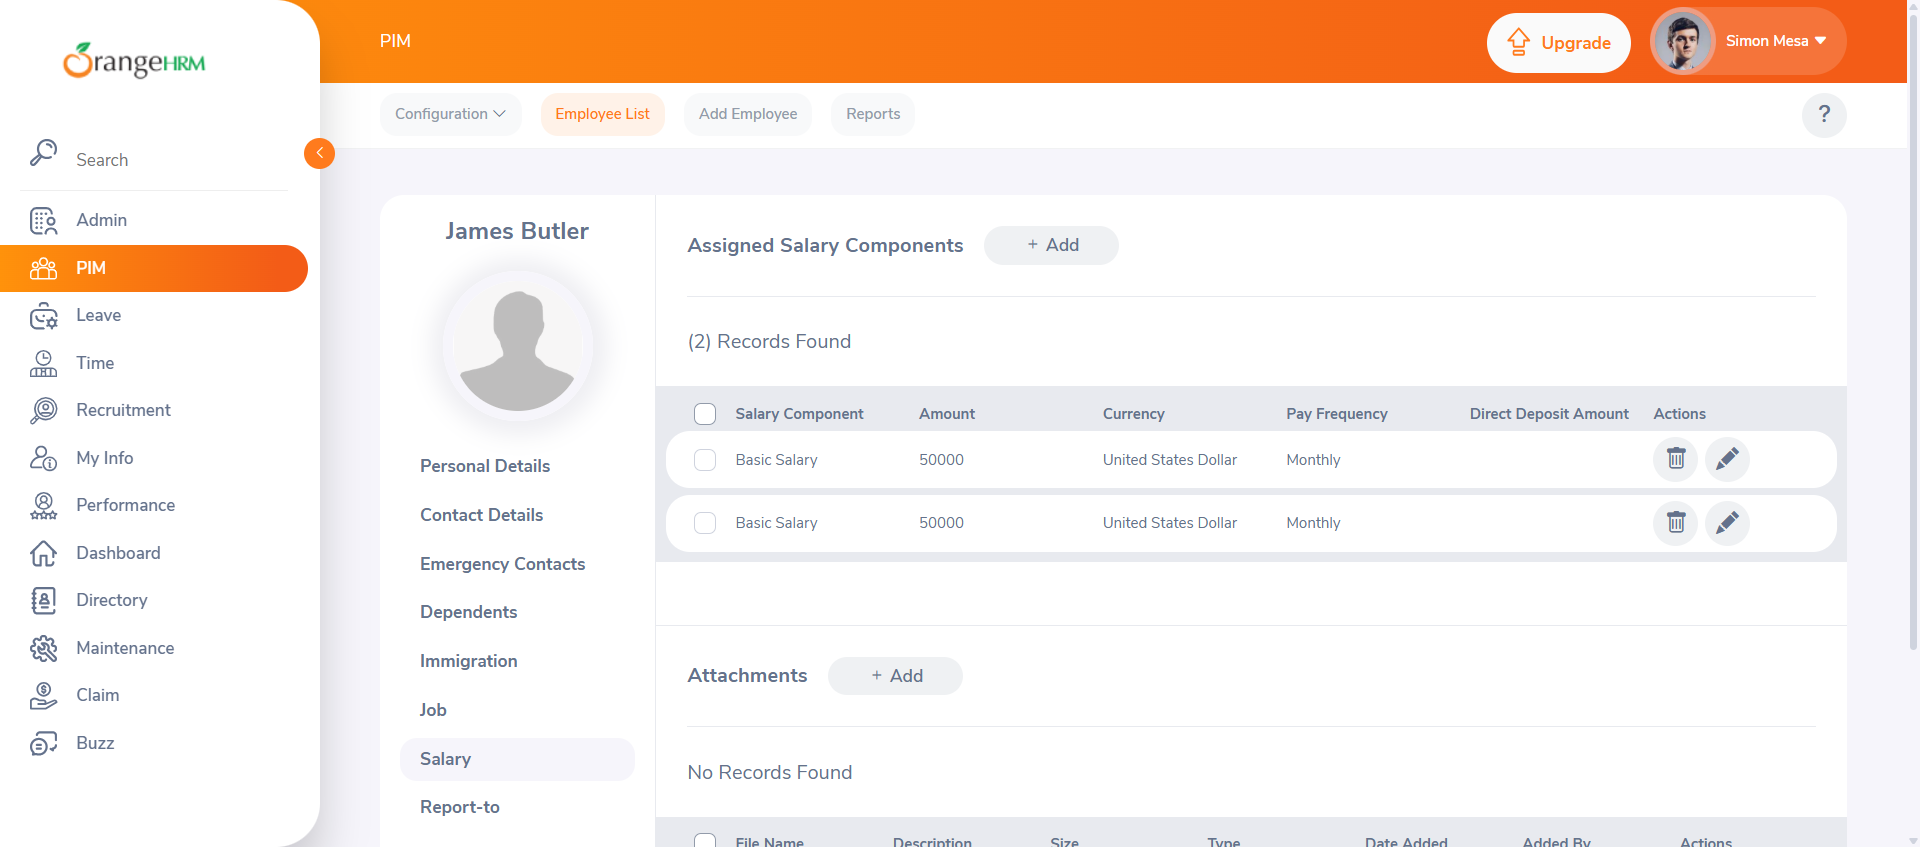 OrangeHRM
PIM
Upgrade
Simon Mesa
Configuration
Employee List
Add Employee
Reports
?
Search
Admin
PIM
Leave
Time
Recruitment
My Info
Performance
Dashboard
Directory
Maintenance
Claim
Buzz
James Butler
Personal Details
Contact Details
Emergency Contacts
Dependents
Immigration
Job
Salary
Report-to
Assigned Salary Components
+ Add
(2) Records Found
Salary Component Amount Currency Pay Frequency Direct Deposit Amount Actions
Basic Salary 50000 United States Dollar Monthly
Basic Salary 50000 United States Dollar Monthly
Attachments
+ Add
No Records Found
File Name Description Size Type Date Added Added By Actions